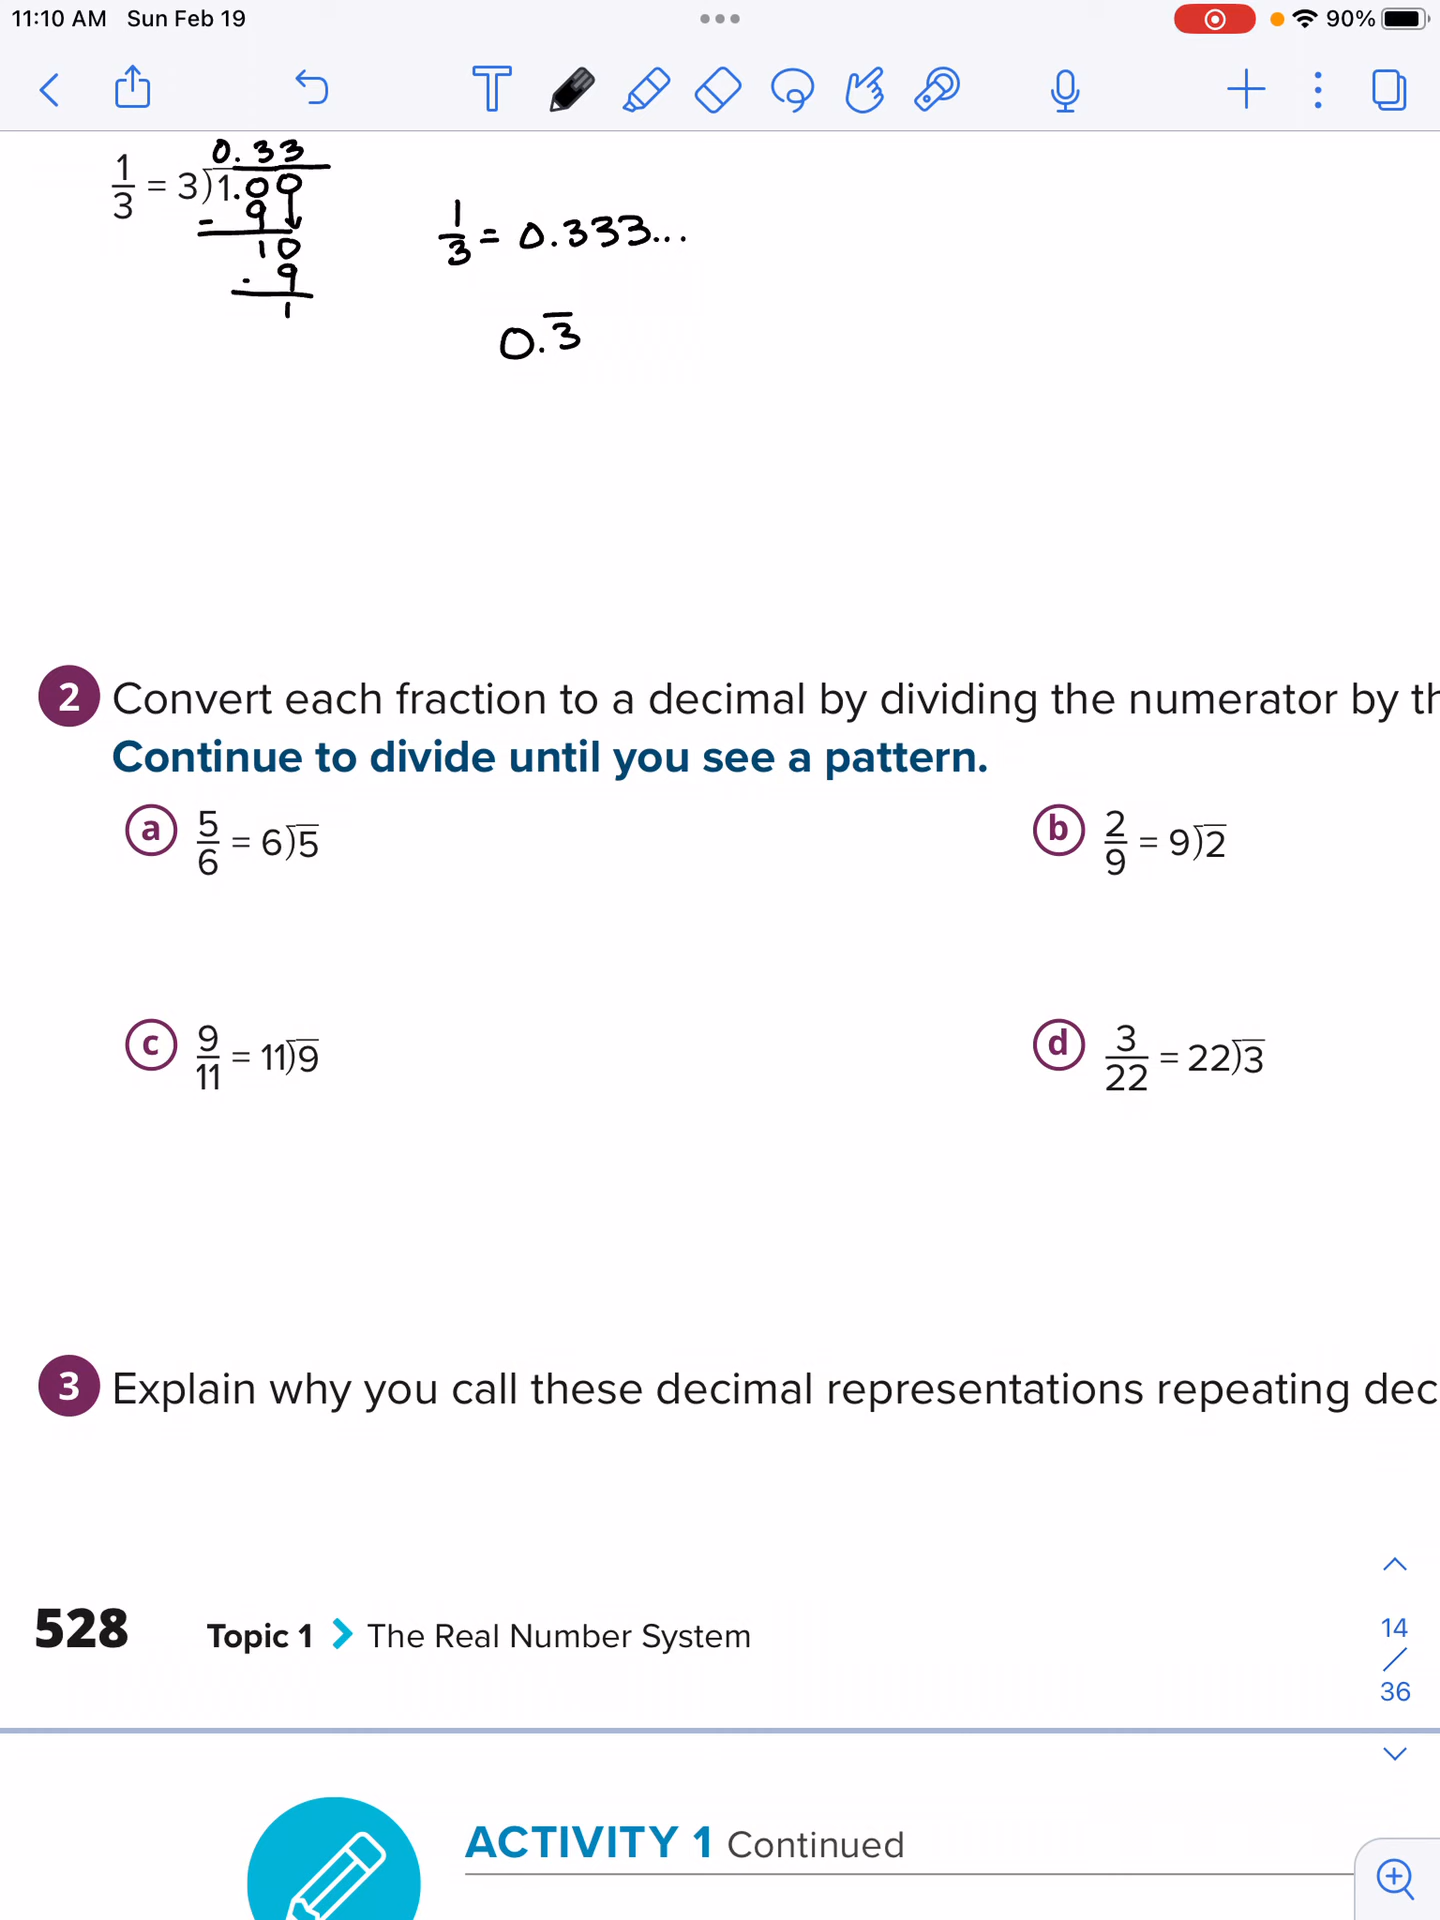 11:10 AM Sun Feb 19
90%
0.33
1/3 = 3)1.00
- 9
10
- 9
1
1/3 = 0.333...
0.3̅
2 Convert each fraction to a decimal by dividing the numerator by th
Continue to divide until you see a pattern.
a 5/6 = 6)5
b 2/9 = 9)2
c 9/11 = 11)9
d 3/22 = 22)3
3 Explain why you call these decimal representations repeating dec
528 Topic 1 > The Real Number System
14
/
36
ACTIVITY 1 Continued